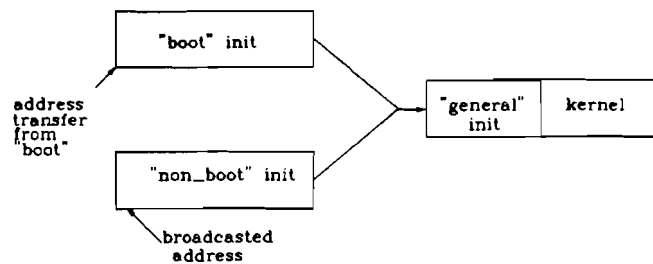 "boot" init
address
transfer
from
"boot"
"general"
init
kernel
"non_boot" init
broadcasted
address